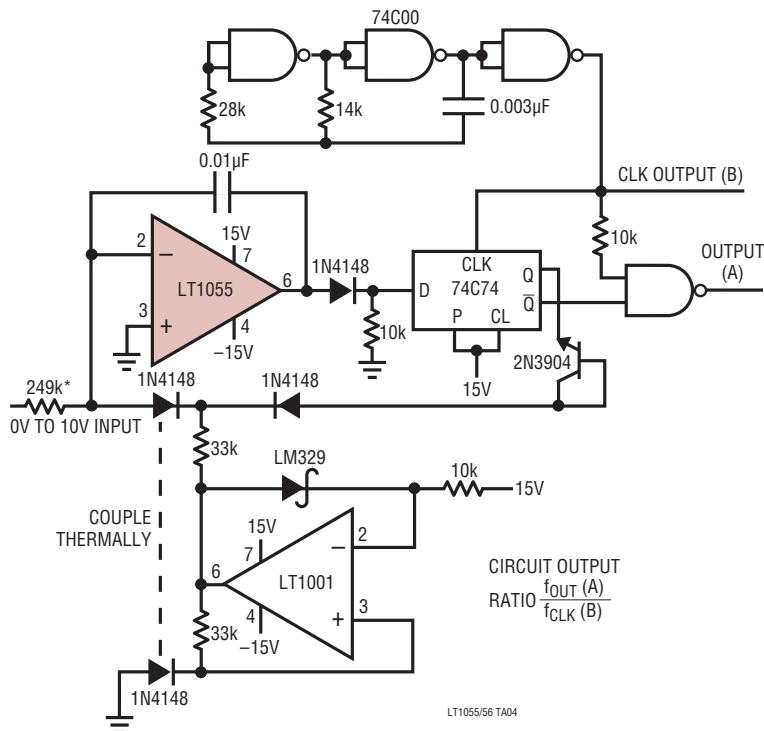 74C00
28k
14k
0.003µF
0.01µF
CLK OUTPUT (B)
10k
OUTPUT
(A)
2
15V
7
–
LT1055
6
1N4148
3
+
4
–15V
10k
CLK
D
74C74
Q
Q
P
CL
15V
2N3904
249k*
1N4148
1N4148
0V TO 10V INPUT
33k
LM329
10k
15V
COUPLE
THERMALLY
15V
7
2
–
6
LT1001
3
+
4
–15V
33k
1N4148
CIRCUIT OUTPUT
RATIO fOUT (A)
fCLK (B)
LT1055/56 TA04